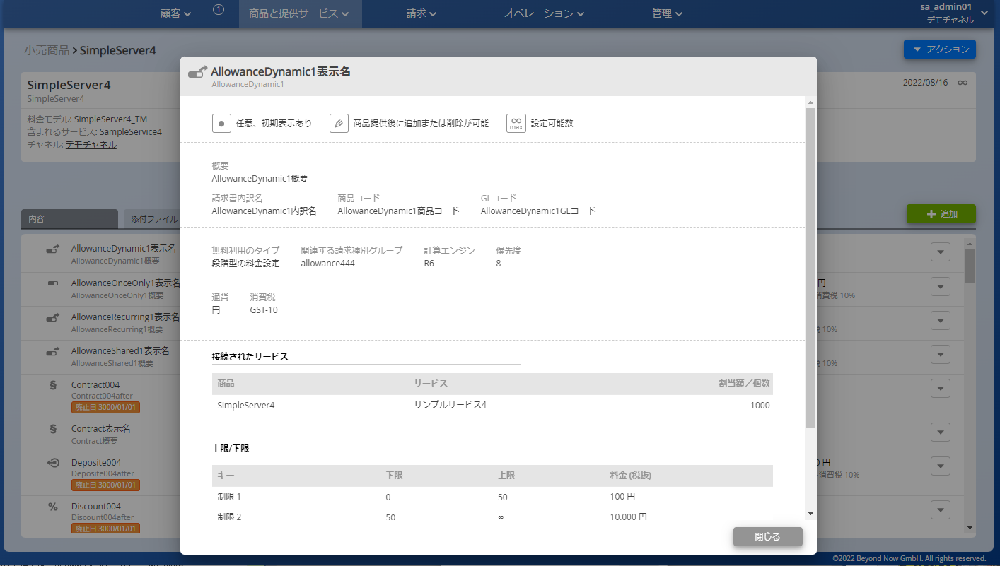 顧客
1
商品と提供サービス
請求
オペレーション
管理
sa_admin01
デモチャネル
小売商品 > SimpleServer4
アクション
SimpleServer4
SimpleServer4
2022/08/16 - ∞
料金モデル: SimpleServer4_TM
含まれるサービス: SampleService4
チャネル: デモチャネル
内容
添付ファイル
追加
AllowanceDynamic1表示名
AllowanceDynamic1概要
AllowanceOnceOnly1表示名
AllowanceOnceOnly1概要
円
消費税 10%
AllowanceRecurring1表示名
AllowanceRecurring1概要
税 10%
AllowanceShared1表示名
AllowanceShared1概要
税 10%
Contract004
Contract004after
廃止日 3000/01/01
Contract表示名
Contract概要
Deposite004
Deposite004after
廃止日 3000/01/01
0 円
消費税 10%
Discount004
Discount004after
廃止日 3000/01/01
AllowanceDynamic1表示名
AllowanceDynamic1
任意、初期表示あり
商品提供後に追加または削除が可能
∞
max
設定可能数
概要
AllowanceDynamic1概要
請求書内訳名 商品コード GLコード
AllowanceDynamic1内訳名 AllowanceDynamic1商品コード AllowanceDynamic1GLコード
無料利用のタイプ 関連する請求種別グループ 計算エンジン 優先度
段階型の料金設定 allowance444 R6 8
通貨 消費税
円 GST-10
接続されたサービス
商品 サービス 割当額／個数
SimpleServer4 サンプルサービス4 1000
上限/下限
キー 下限 上限 料金 (税抜)
制限 1 0 50 100 円
制限 2 50 ∞ 10,000 円
閉じる
©2022 Beyond Now GmbH. All rights reserved.